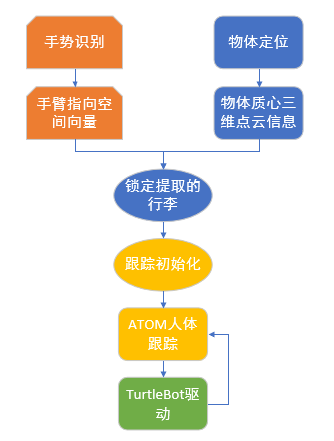 手势识别
物体定位
手臂指向空
间向量
物体质心三
维点云信息
锁定提取的
行李
跟踪初始化
ATOM人体
跟踪
TurtleBot驱
动